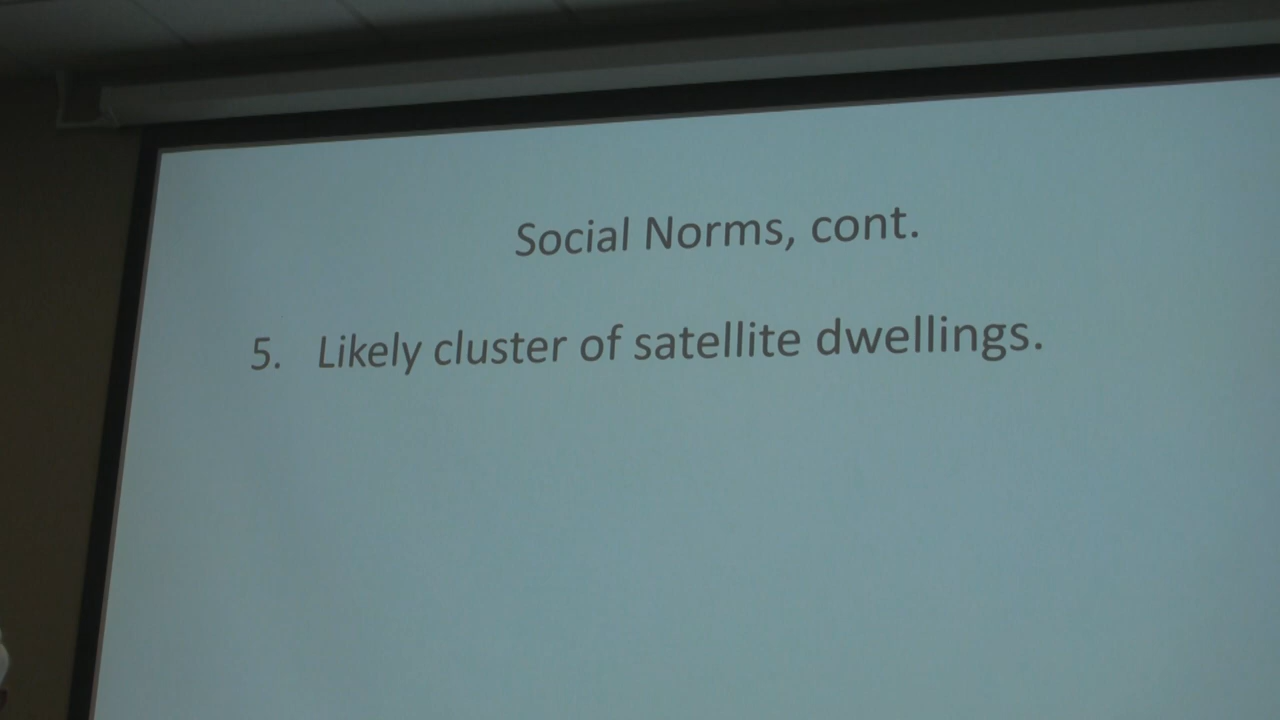 Social Norms, cont.
5. Likely cluster of satellite dwellings.